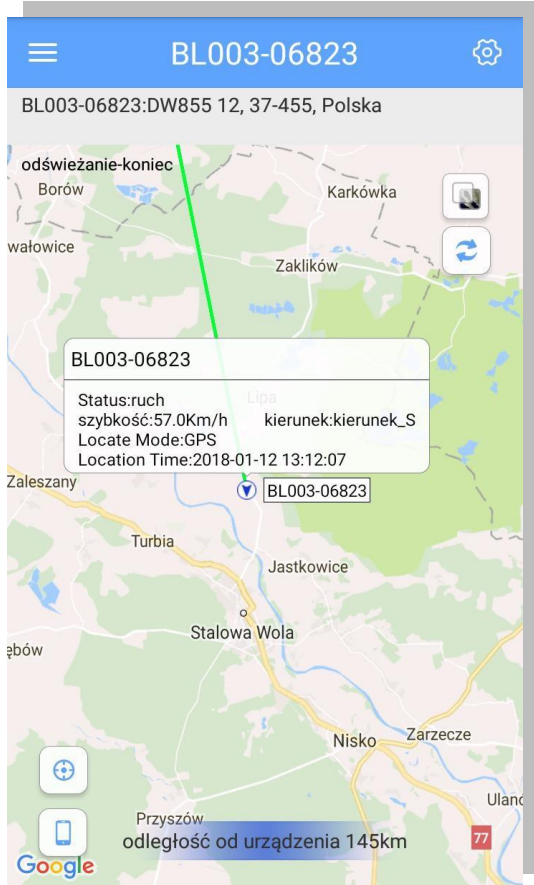 BL003-06823
BL003-06823:DW855 12, 37-455, Polska
odświeżanie-koniec
Borów
Karkówka
wałowice
Zaklików
BL003-06823
Lipa
Status:ruch
szybkość:57.0Km/h kierunek:kierunek_S
Locate Mode:GPS
Location Time:2018-01-12 13:12:07
Zaleszany
BL003-06823
Turbia
Jastkowice
Stalowa Wola
ębów
Nisko
Zarzecze
Ulanó
Przyszów
odległość od urządzenia 145km
77
Google